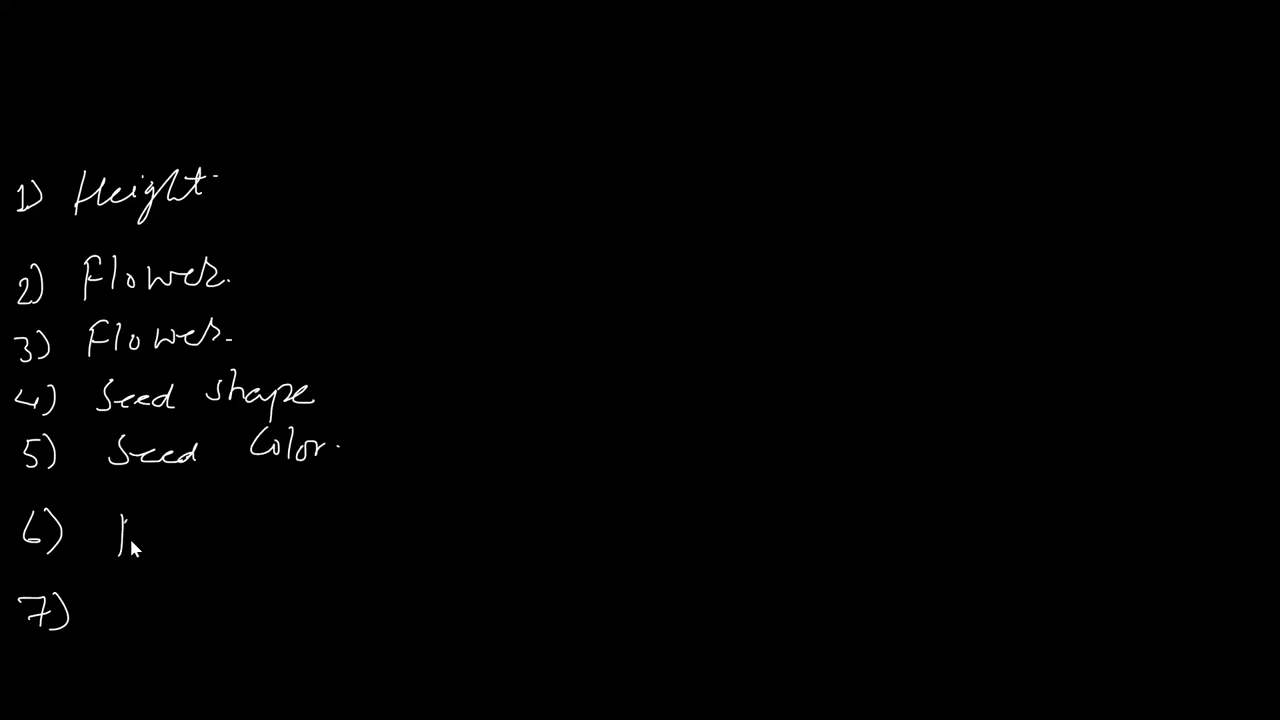 1) Height.
2) Flower.
3) Flower.
4) Seed shape
5) Seed Color.
6)
7)